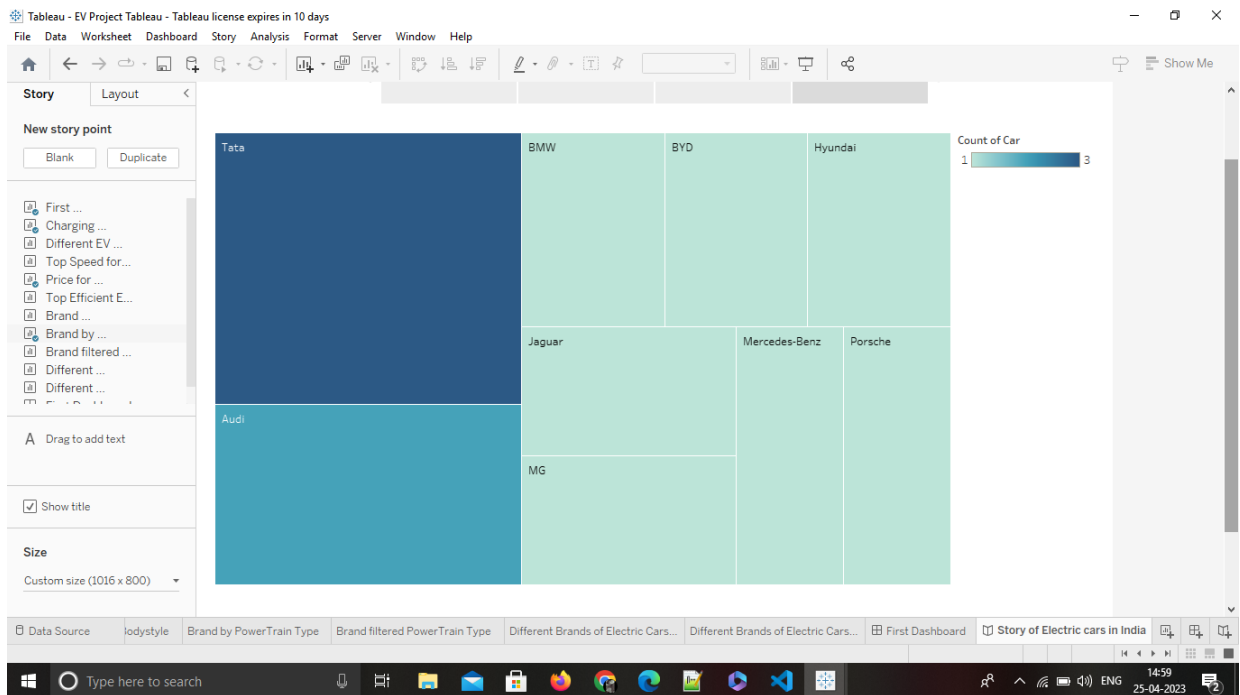 Tableau - EV Project Tableau - Tableau license expires in 10 days
File Data Worksheet Dashboard Story Analysis Format Server Window Help
Show Me
Story Layout
New story point
Blank Duplicate
First ...
Charging ...
Different EV ...
Top Speed for...
Price for ...
Top Efficient E...
Brand ...
Brand by ...
Brand filtered ...
Different ...
Different ...
A Drag to add text
Show title
Size
Custom size (1016 x 800)
Tata
BMW
BYD
Hyundai
Audi
Jaguar
Mercedes-Benz
Porsche
MG
Count of Car
1 3
Data Source Bodystyle Brand by PowerTrain Type Brand filtered PowerTrain Type Different Brands of Electric Cars... Different Brands of Electric Cars... First Dashboard Story of Electric cars in India
Type here to search
ENG
14:59
25-04-2023
2